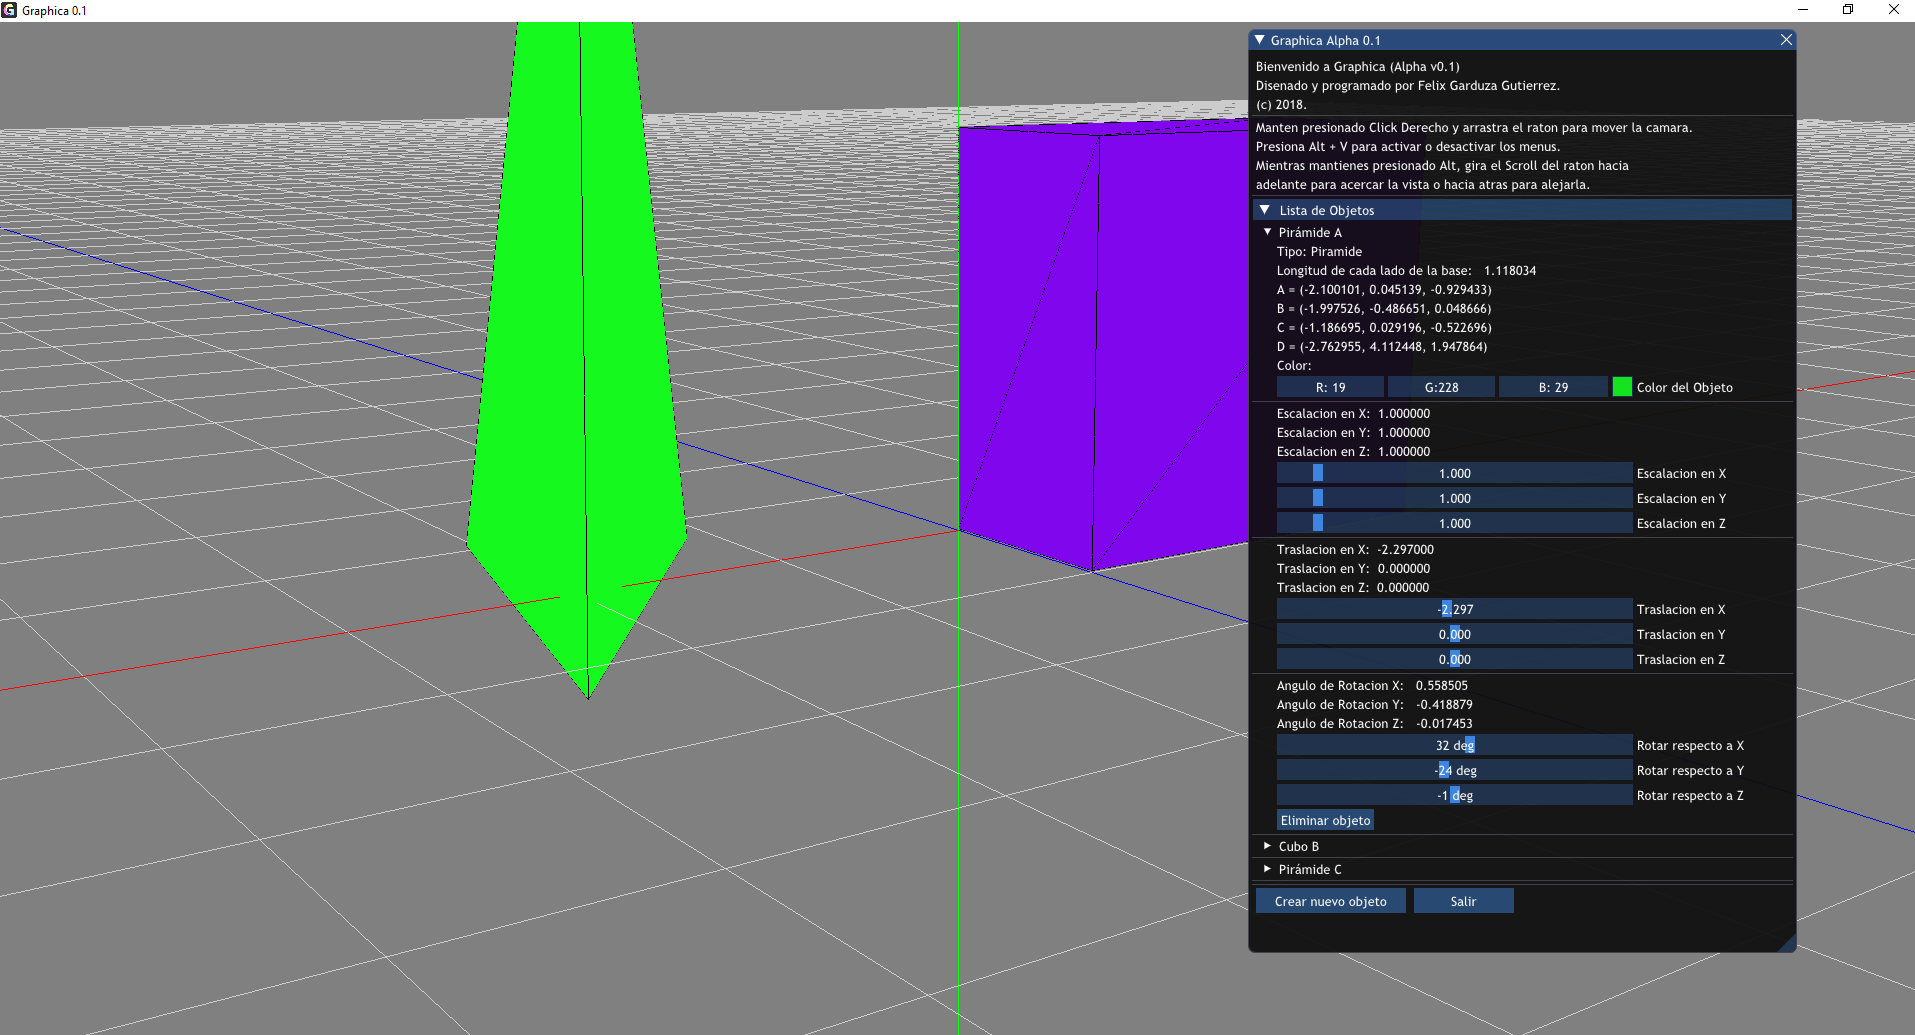 Graphica 0.1
Graphica Alpha 0.1
Bienvenido a Graphica (Alpha v0.1)
Disenado y programado por Felix Garduza Gutierrez.
(c) 2018.
Manten presionado Click Derecho y arrastra el raton para mover la camara.
Presiona Alt + V para activar o desactivar los menus.
Mientras mantienes presionado Alt, gira el Scroll del raton hacia
adelante para acercar la vista o hacia atras para alejarla.
Lista de Objetos
Pirámide A
Tipo: Piramide
Longitud de cada lado de la base: 1.118034
A = (-2.100101, 0.045139, -0.929433)
B = (-1.997526, -0.486651, 0.048666)
C = (-1.186695, 0.029196, -0.522696)
D = (-2.762955, 4.112448, 1.947864)
Color:
R: 19 G:228 B: 29 Color del Objeto
Escalacion en X: 1.000000
Escalacion en Y: 1.000000
Escalacion en Z: 1.000000
1.000 Escalacion en X
1.000 Escalacion en Y
1.000 Escalacion en Z
Traslacion en X: -2.297000
Traslacion en Y: 0.000000
Traslacion en Z: 0.000000
-2.297 Traslacion en X
0.000 Traslacion en Y
0.000 Traslacion en Z
Angulo de Rotacion X: 0.558505
Angulo de Rotacion Y: -0.418879
Angulo de Rotacion Z: -0.017453
32 deg Rotar respecto a X
-24 deg Rotar respecto a Y
-1 deg Rotar respecto a Z
Eliminar objeto
Cubo B
Pirámide C
Crear nuevo objeto Salir